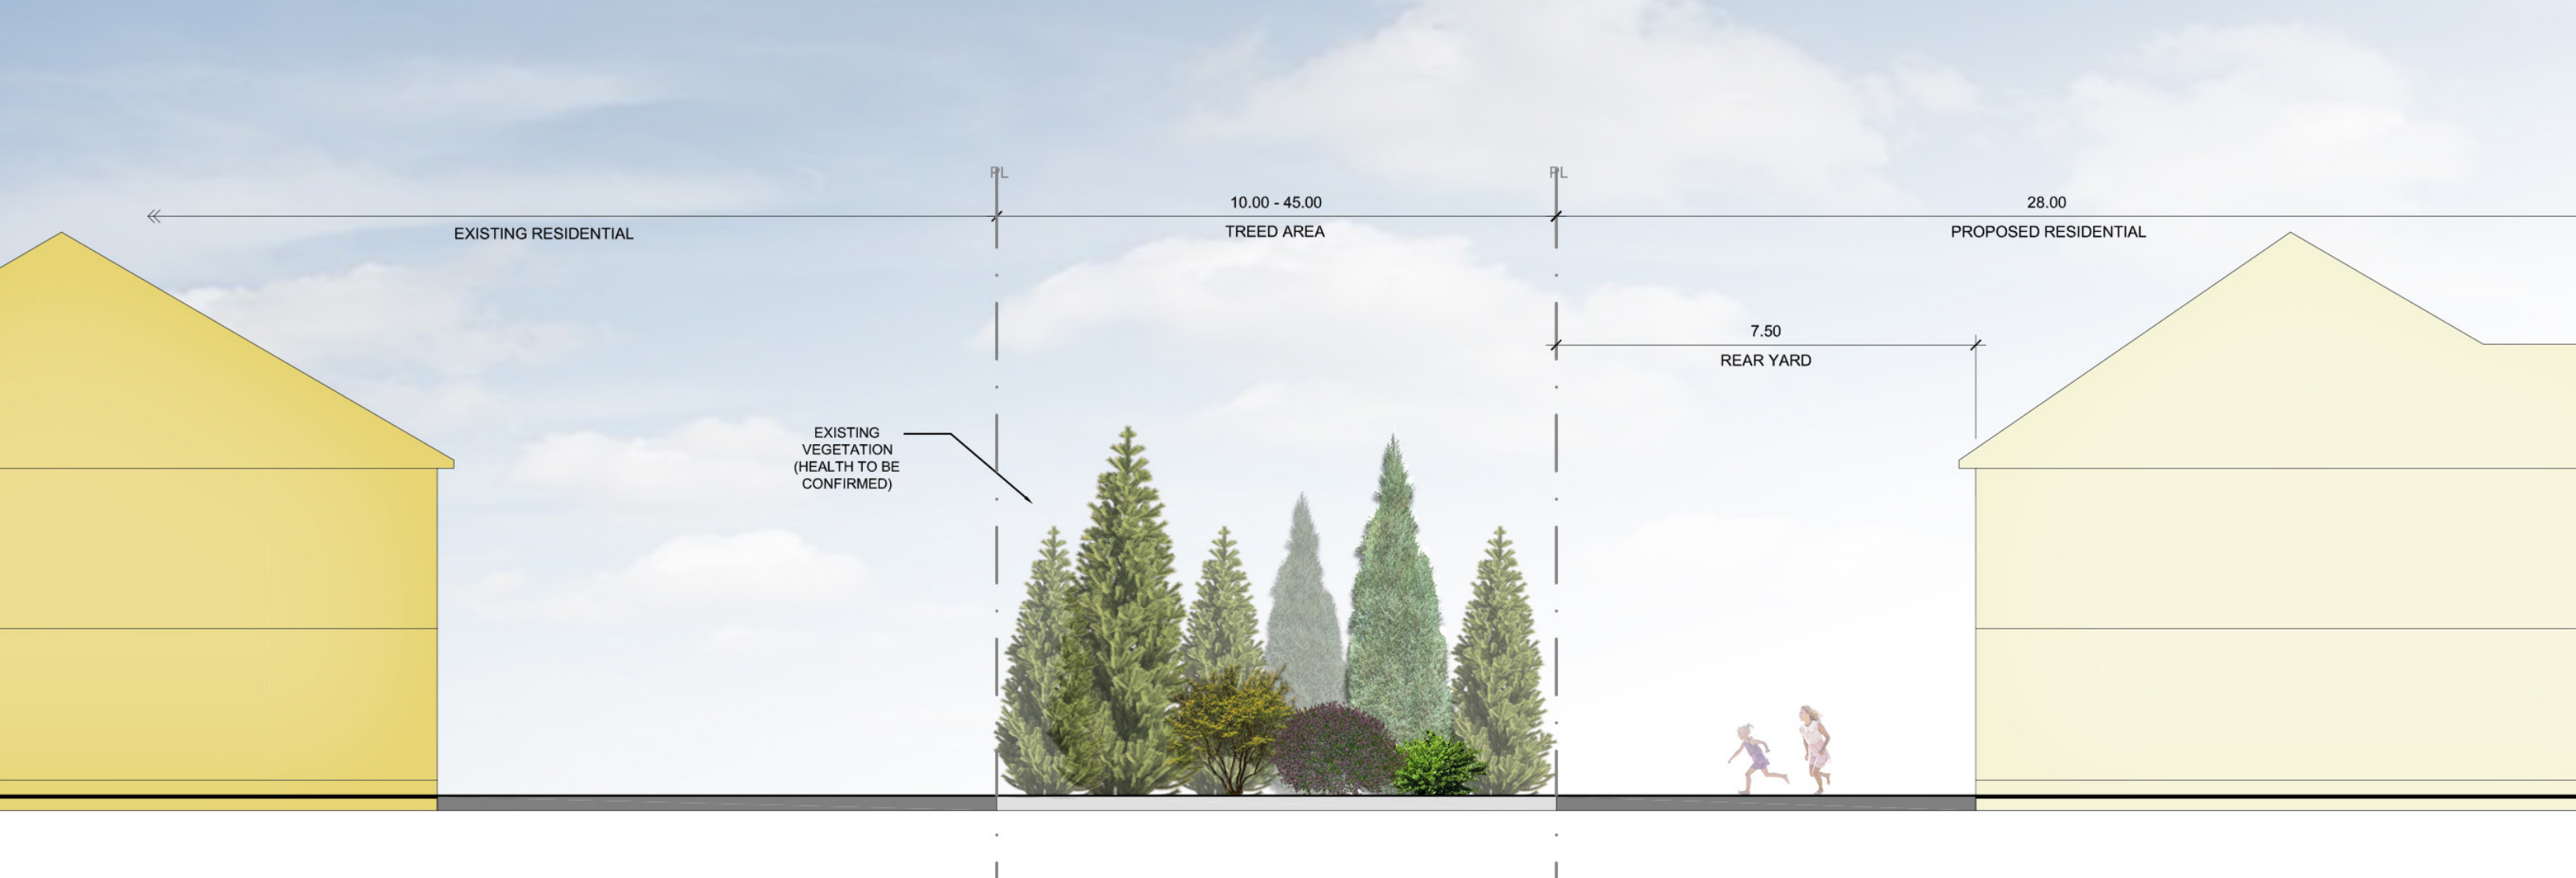 PL
PL
10.00 - 45.00
28.00
EXISTING RESIDENTIAL
TREED AREA
PROPOSED RESIDENTIAL
7.50
REAR YARD
EXISTING
VEGETATION
(HEALTH TO BE
CONFIRMED)